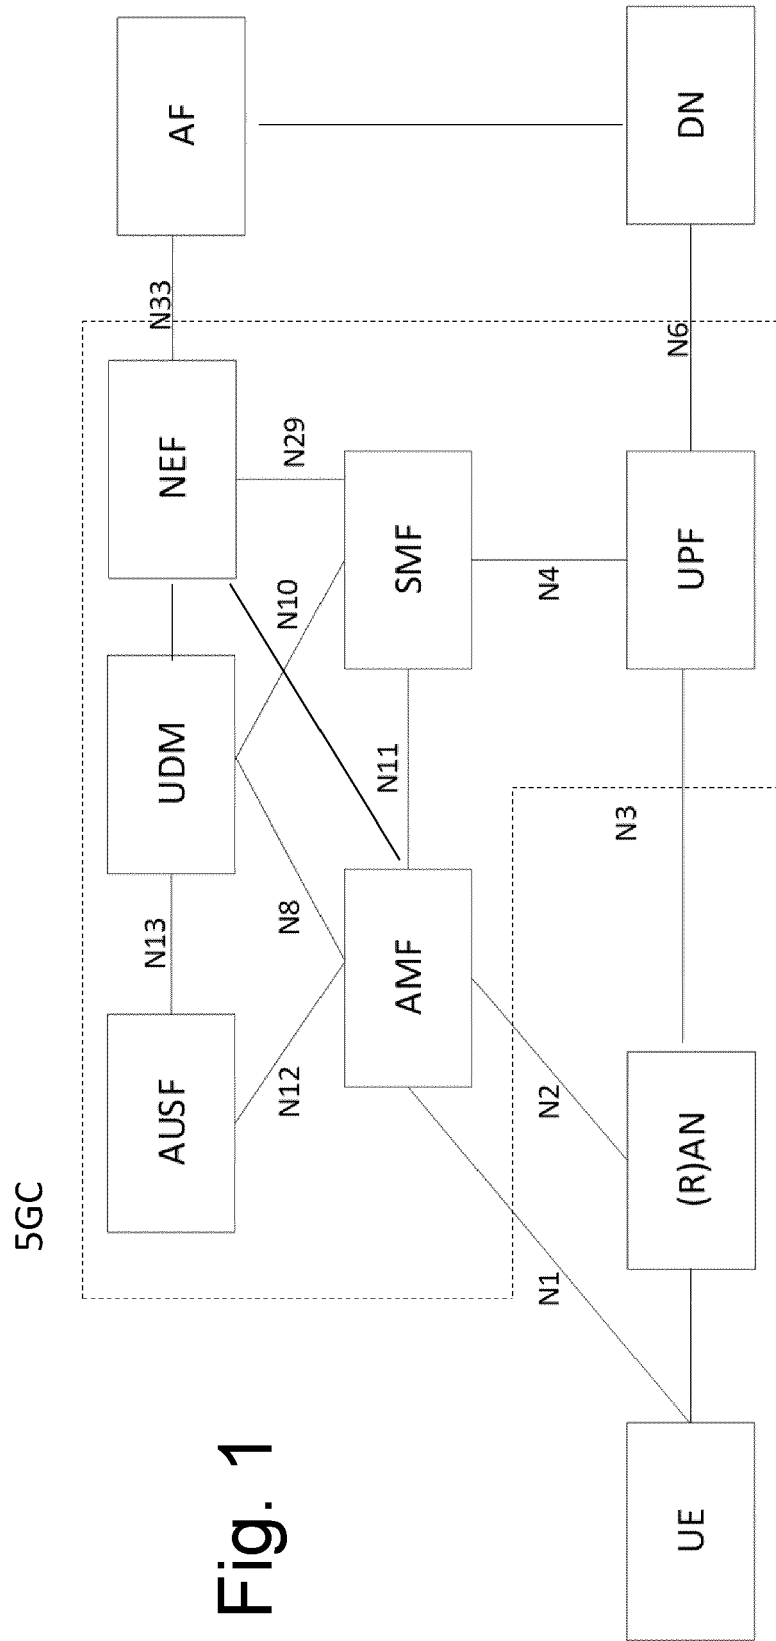 5GC
AUSF
N13
UDM
NEF
N33
AF
N12
N8
N10
N29
AMF
N11
SMF
N1
N2
N4
N3
N6
UE
(R)AN
UPF
DN
Fig. 1